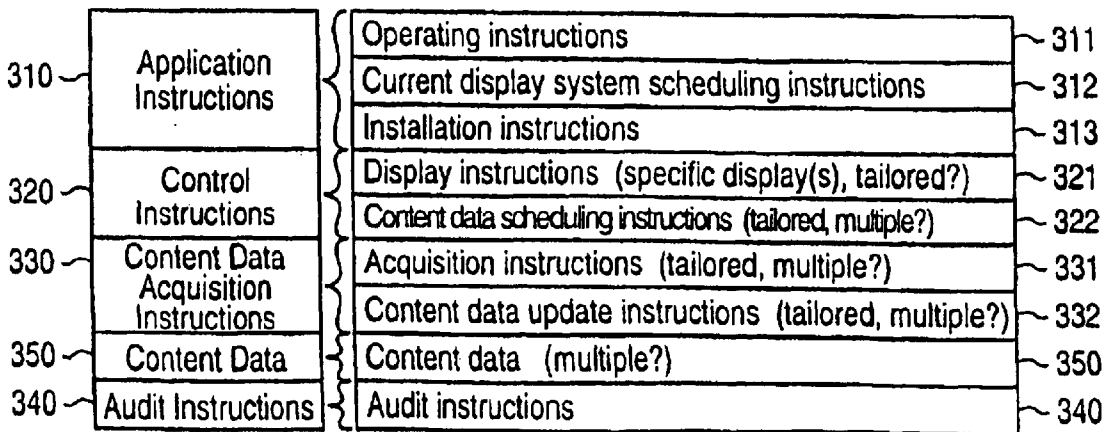 310 Application Instructions
Operating instructions 311
Current display system scheduling instructions 312
Installation instructions 313
320 Control Instructions
Display instructions (specific display(s), tailored?) 321
Content data scheduling instructions (tailored, multiple?) 322
330 Content Data Acquisition Instructions
Acquisition instructions (tailored, multiple?) 331
Content data update instructions (tailored, multiple?) 332
350 Content Data
Content data (multiple?) 350
340 Audit Instructions
Audit instructions 340